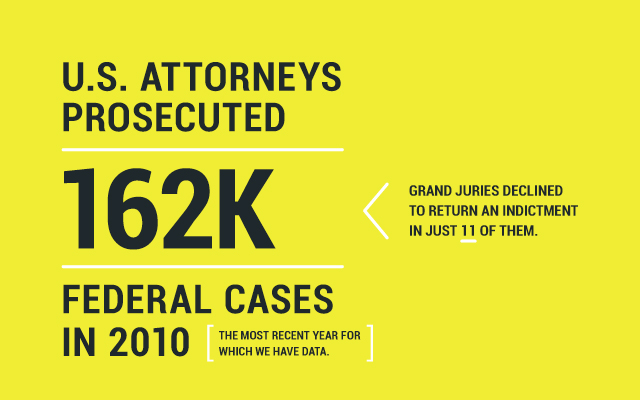 U.S. ATTORNEYS
PROSECUTED
162K
FEDERAL CASES
IN 2010
THE MOST RECENT YEAR FOR
WHICH WE HAVE DATA.
GRAND JURIES DECLINED
TO RETURN AN INDICTMENT
IN JUST 11 OF THEM.